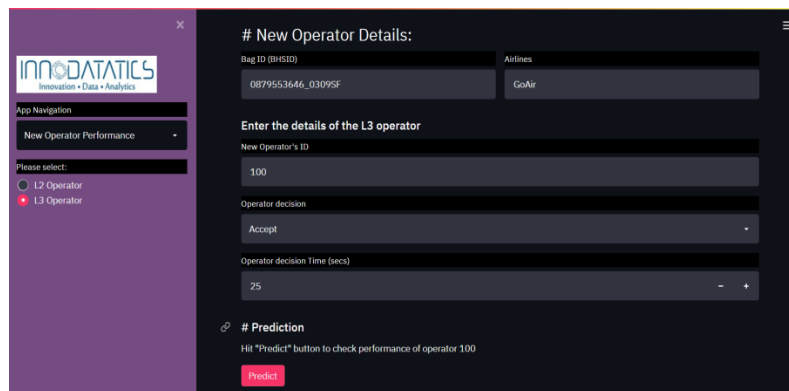 INNODATATICS
Innovation • Data • Analytics
App Navigation
New Operator Performance
Please select:
L2 Operator
L3 Operator
# New Operator Details:
Bag ID (BHSID)
Airlines
0879553646_0309SF
GoAir
Enter the details of the L3 operator
New Operator's ID
100
Operator decision
Accept
Operator decision Time (secs)
25
# Prediction
Hit "Predict" button to check performance of operator 100
Predict